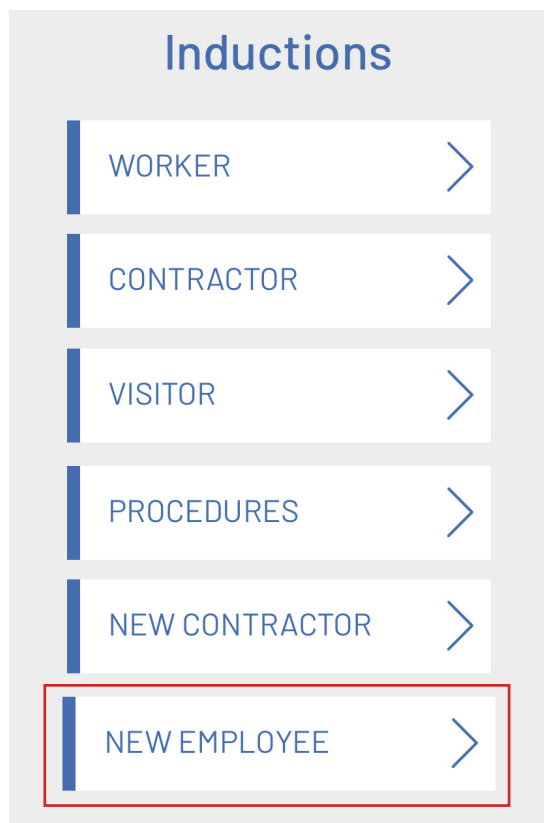 Inductions
WORKER
CONTRACTOR
VISITOR
PROCEDURES
NEW CONTRACTOR
NEW EMPLOYEE